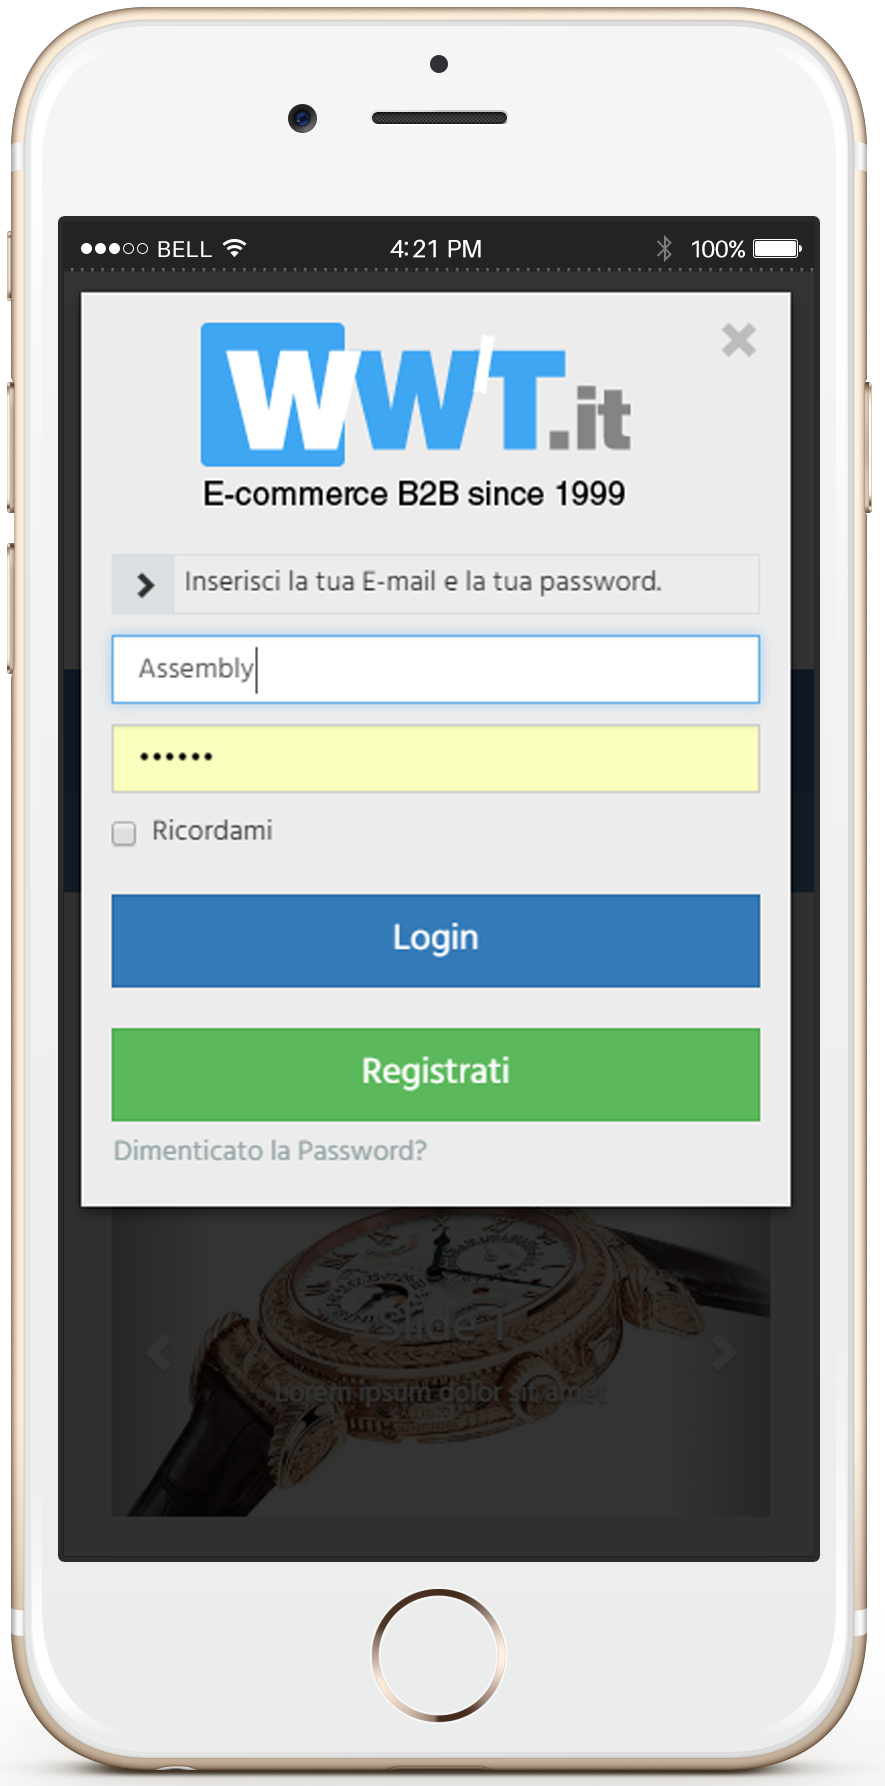 BELL 4:21 PM 100%
WWT.it
E-commerce B2B since 1999
Inserisci la tua E-mail e la tua password.
Assembly
••••••
Ricordami
Login
Registrati
Dimenticato la Password?
Slide 1
Lorem ipsum dolor sit amet